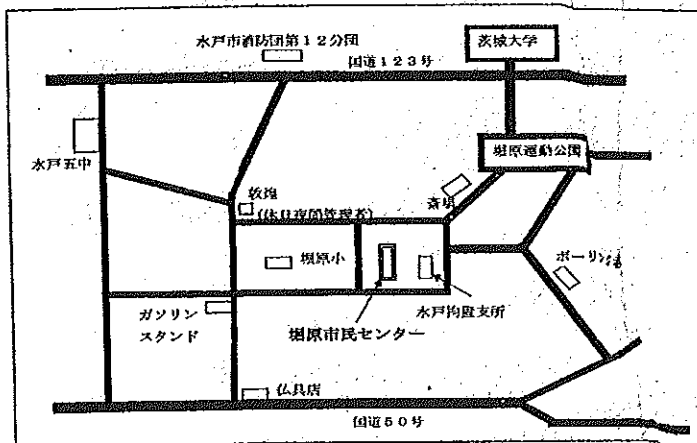 水戸市消防団第12分団
茨城大学
国道123号
水戸五中
堀原運動公園
斎場
敦煌
(休日夜間管理者)
堀原小
ボーリング場
ガソリン
スタンド
水戸拘置支所
堀原市民センター
仏具店
国道50号